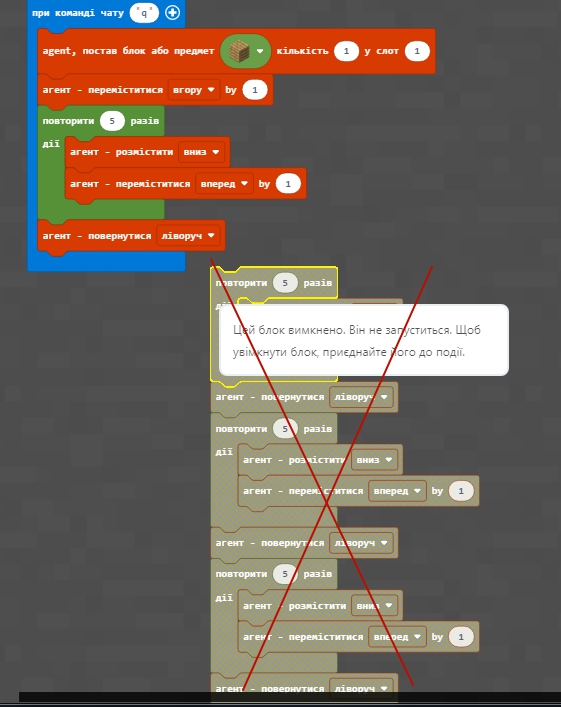 при команді чату "q"
agent, постав блок або предмет кількість 1 у слот 1
агент - переміститися вгору by 1
повторити 5 разів
дії
агент - розмістити вниз
агент - переміститися вперед by 1
агент - повернутися ліворуч
повторити 5 разів
дії
Цей блок вимкнено. Він не запуститься. Щоб
увімкнути блок, приєднайте його до події.
агент - повернутися ліворуч
повторити 5 разів
дії
агент - розмістити вниз
агент - переміститися вперед by 1
агент - повернутися ліворуч
повторити 5 разів
дії
агент - розмістити вниз
агент - переміститися вперед by 1
агент - повернутися ліворуч